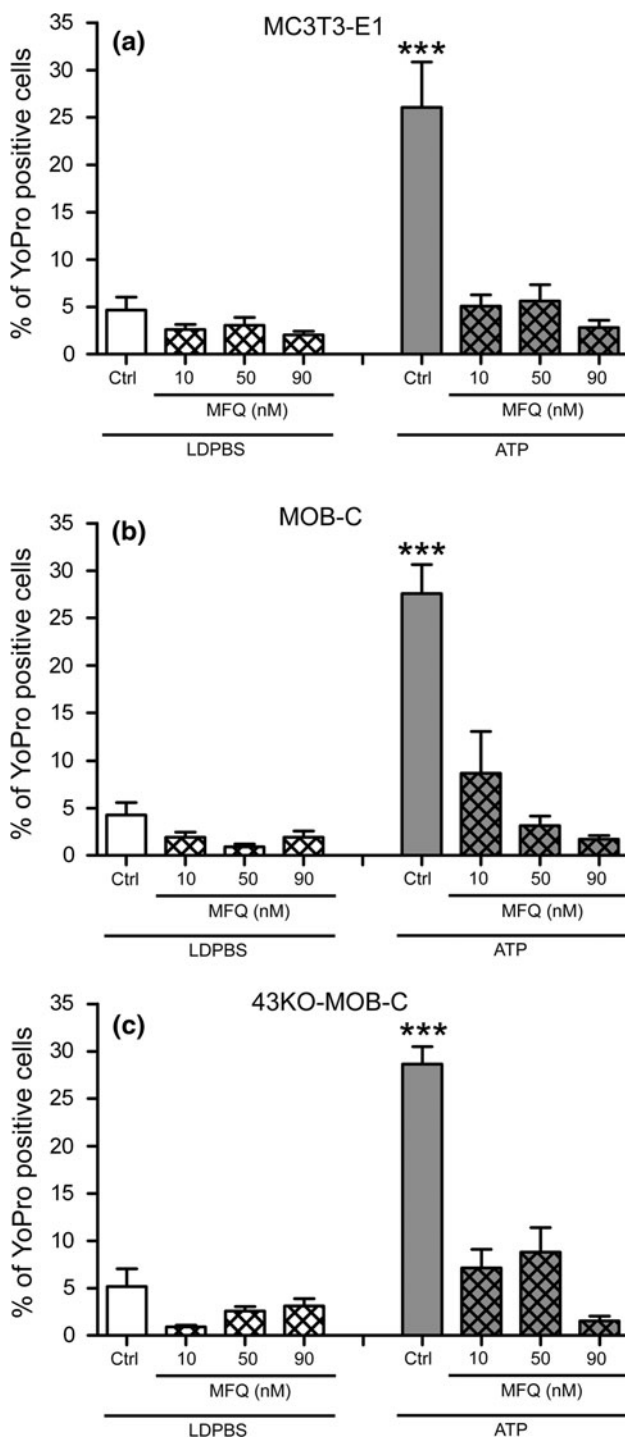 (a) MC3T3-E1
***
% of YoPro positive cells
35
30
25
20
15
10
5
0
Ctrl 10 50 90 Ctrl 10 50 90
MFQ (nM) MFQ (nM)
LDPBS ATP
(b) MOB-C
***
% of YoPro positive cells
35
30
25
20
15
10
5
0
Ctrl 10 50 90 Ctrl 10 50 90
MFQ (nM) MFQ (nM)
LDPBS ATP
(c) 43KO-MOB-C
***
% of YoPro positive cells
35
30
25
20
15
10
5
0
Ctrl 10 50 90 Ctrl 10 50 90
MFQ (nM) MFQ (nM)
LDPBS ATP